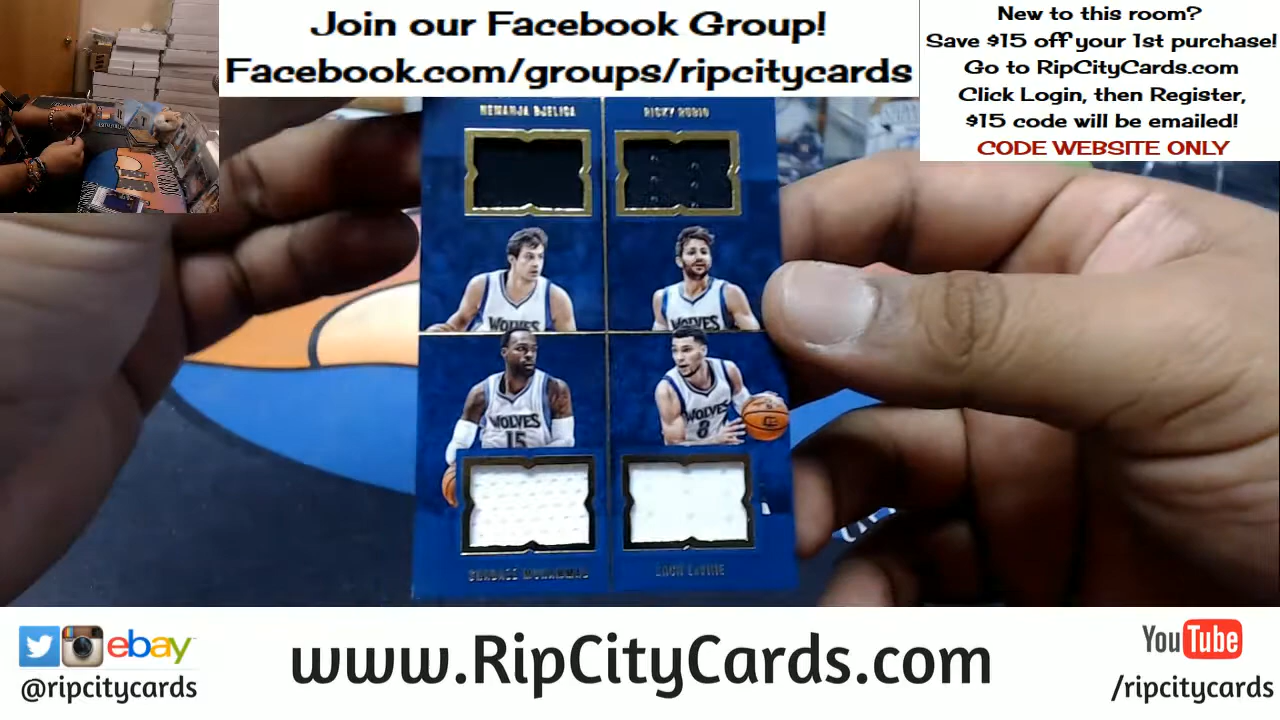 Join our Facebook Group!
Facebook.com/groups/ripcitycards
New to this room?
Save $15 off your 1st purchase!
Go to RipCityCards.com
Click Login, then Register,
$15 code will be emailed!
CODE WEBSITE ONLY
NEMANJA BJELICA
RICKY RUBIO
WOLVES
WOLVES
WOLVES
15
WOLVES
8
SHABAZZ MUHAMMAD
ZACH LaVINE
ebay
@ripcitycards
www.RipCityCards.com
YouTube
/ripcitycards